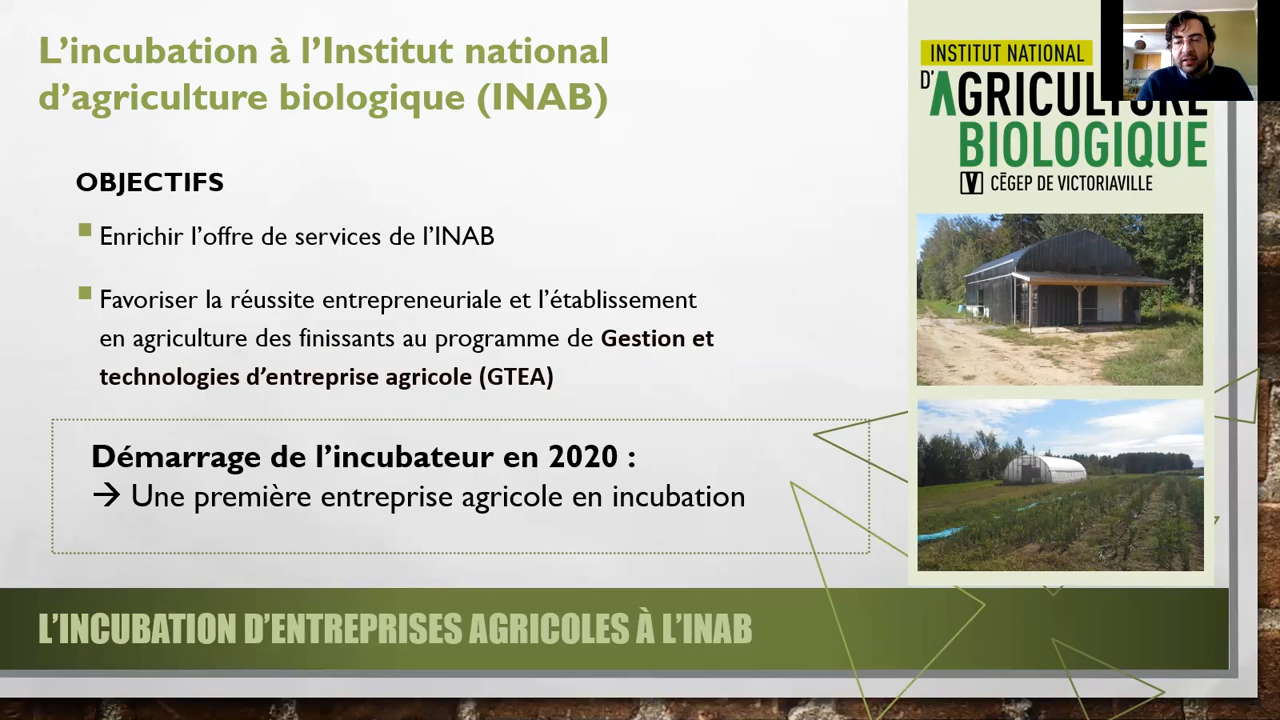 L'incubation à l'Institut national
d'agriculture biologique (INAB)
OBJECTIFS
Enrichir l'offre de services de l'INAB
Favoriser la réussite entrepreneuriale et l'établissement
en agriculture des finissants au programme de Gestion et
technologies d'entreprise agricole (GTEA)
Démarrage de l'incubateur en 2020 :
→ Une première entreprise agricole en incubation
L'INCUBATION D'ENTREPRISES AGRICOLES À L'INAB
INSTITUT NATIONAL
D'AGRICULTURE
BIOLOGIQUE
V CÉGEP DE VICTORIAVILLE